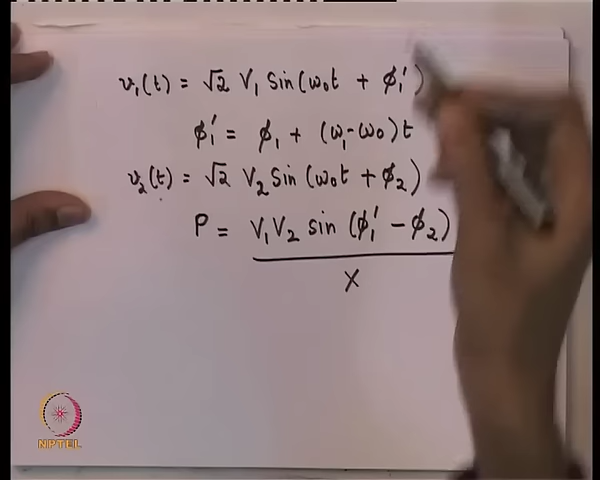 v₁(t) = √2 V₁ Sin(ω₀t + ϕ₁′)
ϕ₁′ = ϕ₁ + (ω₁-ω₀)t
v₂(t) = √2 V₂ Sin(ω₀t + ϕ₂)
P = V₁V₂ sin (ϕ₁′ - ϕ₂)
X
NPTEL